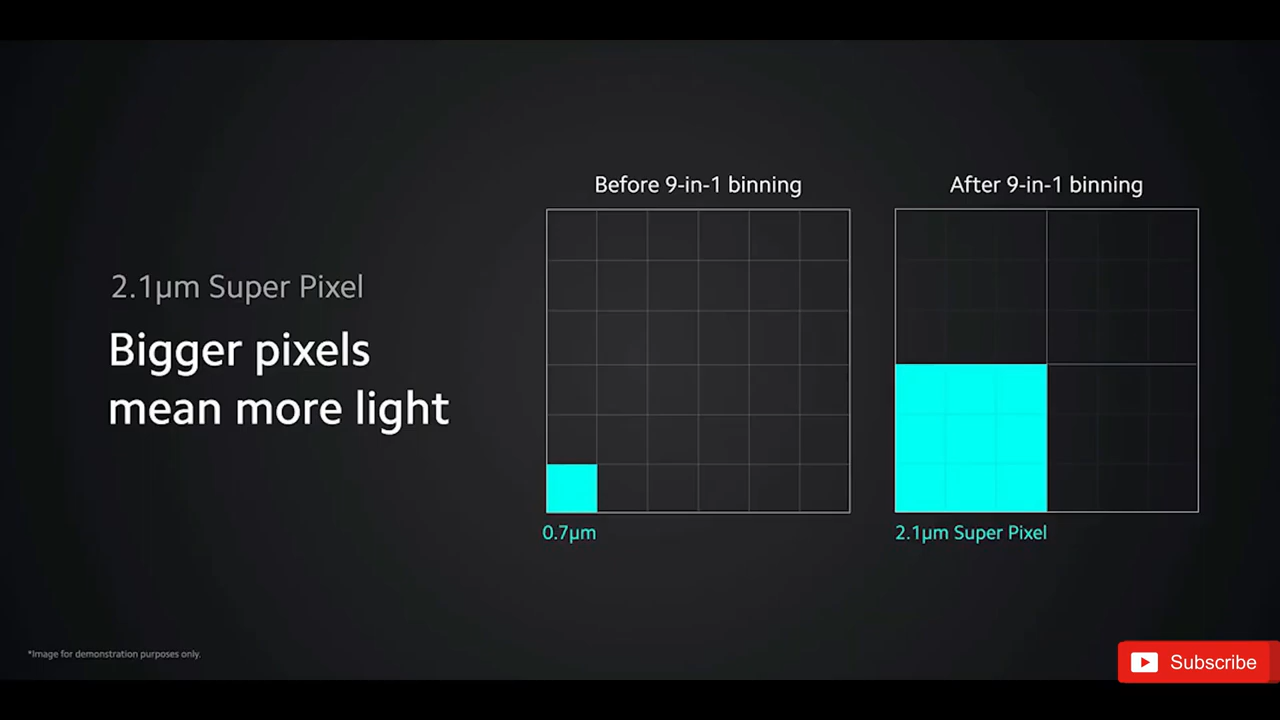 2.1μm Super Pixel
Bigger pixels
mean more light
Before 9-in-1 binning
0.7μm
After 9-in-1 binning
2.1μm Super Pixel
*Image for demonstration purposes only.
Subscribe